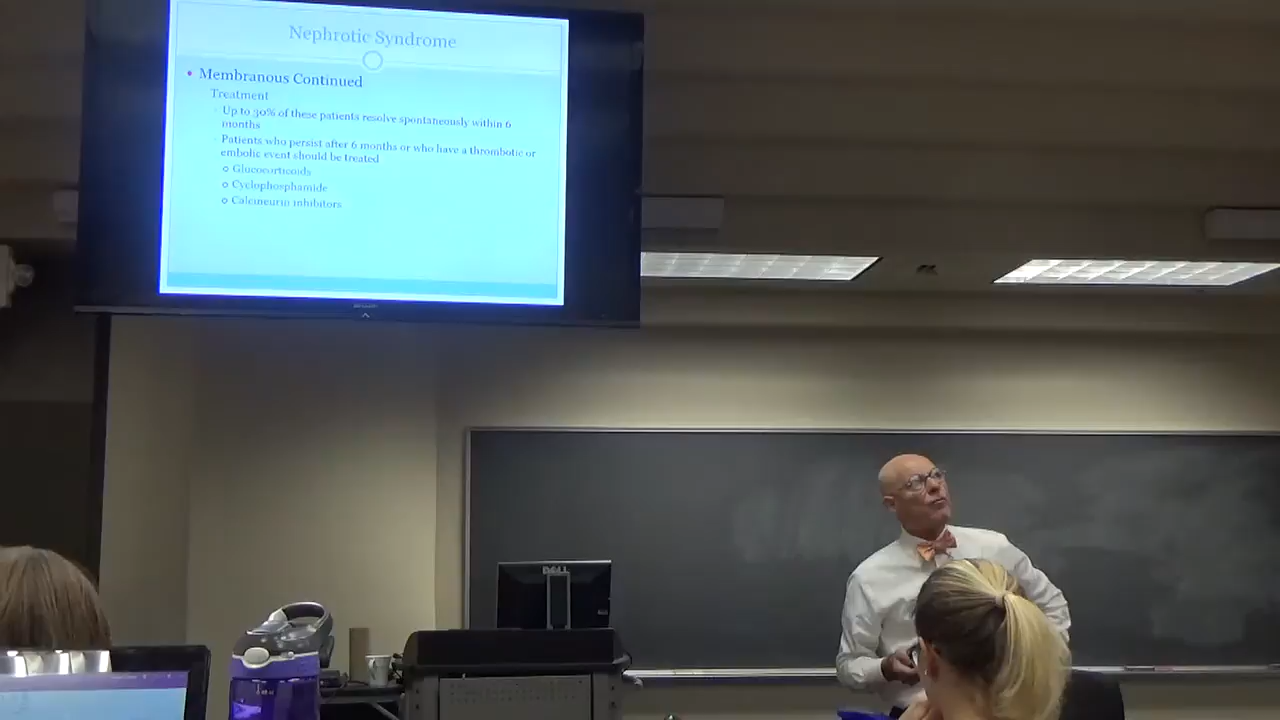 Nephrotic Syndrome
• Membranous Continued
Treatment
Up to 30% of these patients resolve spontaneously within 6
months
Patients who persist after 6 months or who have a thrombotic or
embolic event should be treated
Glucocorticoids
Cyclophosphamide
Calcineurin inhibitors
SHARP
DELL